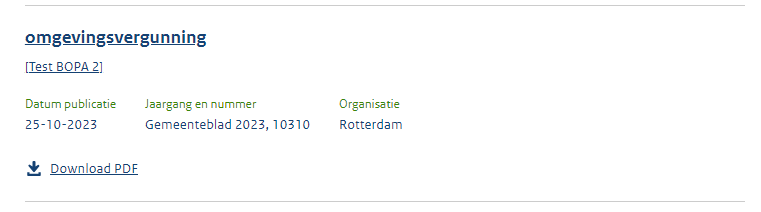 omgevingsvergunning
[Test BOPA 2]
Datum publicatie Jaargang en nummer Organisatie
25-10-2023 Gemeenteblad 2023, 10310 Rotterdam
Download PDF